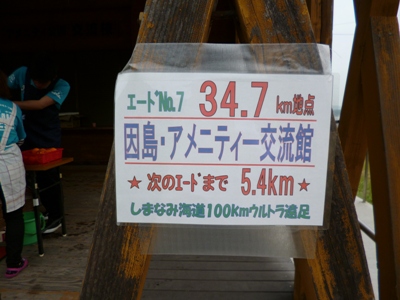 エードNo.7 34.7km地点
因島・アメニティー交流館
★次のエードまで 5.4km★
しまなみ海道100kmウルトラ遠足